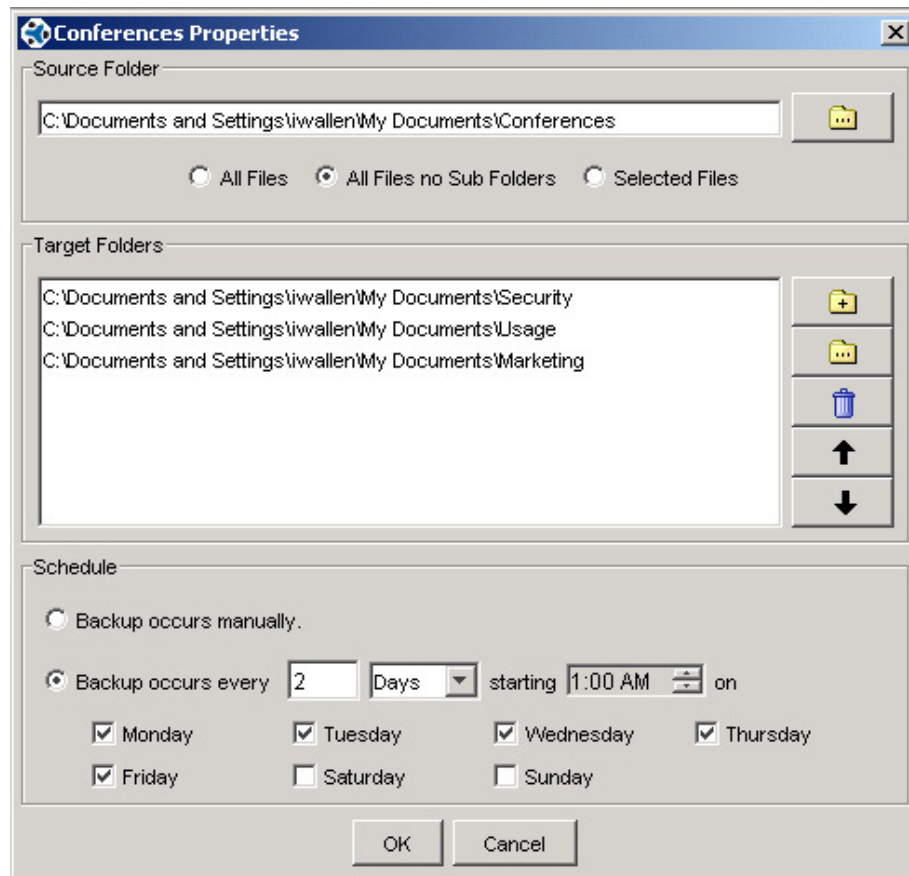 Conferences Properties
Source Folder
C:\Documents and Settings\iwallen\My Documents\Conferences
All Files All Files no Sub Folders Selected Files
Target Folders
C:\Documents and Settings\iwallen\My Documents\Security
C:\Documents and Settings\iwallen\My Documents\Usage
C:\Documents and Settings\iwallen\My Documents\Marketing
Schedule
Backup occurs manually.
Backup occurs every 2 Days starting 1:00 AM on
Monday Tuesday Wednesday Thursday
Friday Saturday Sunday
OK Cancel